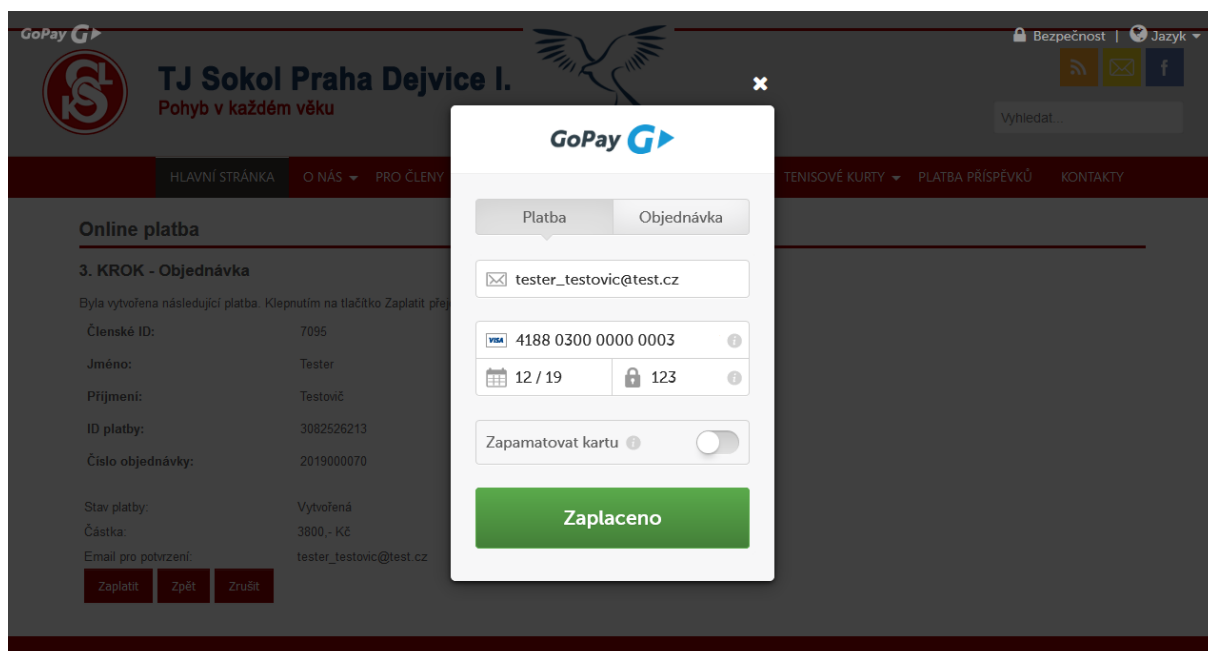 GoPay
Bezpečnost | Jazyk
TJ Sokol Praha Dejvice I.
Pohyb v každém věku
Vyhledat...
GoPay
HLAVNÍ STRÁNKA O NÁS PRO ČLENY TENISOVÉ KURTY PLATBA PŘÍSPĚVKŮ KONTAKTY
Platba Objednávka
Online platba
3. KROK - Objednávka
tester_testovic@test.cz
Byla vytvořena následující platba. Klepnutím na tlačítko Zaplatit
Členské ID: 7095
VISA 4188 0300 0000 0003
Jméno: Tester
12 / 19 123
Příjmení: Testovič
ID platby: 3082526213
Zapamatovat kartu
Číslo objednávky: 2019000070
Stav platby: Vytvořená
Zaplaceno
Částka: 3800,- Kč
Email pro potvrzení: tester_testovic@test.cz
Zaplatit Zpět Zrušit